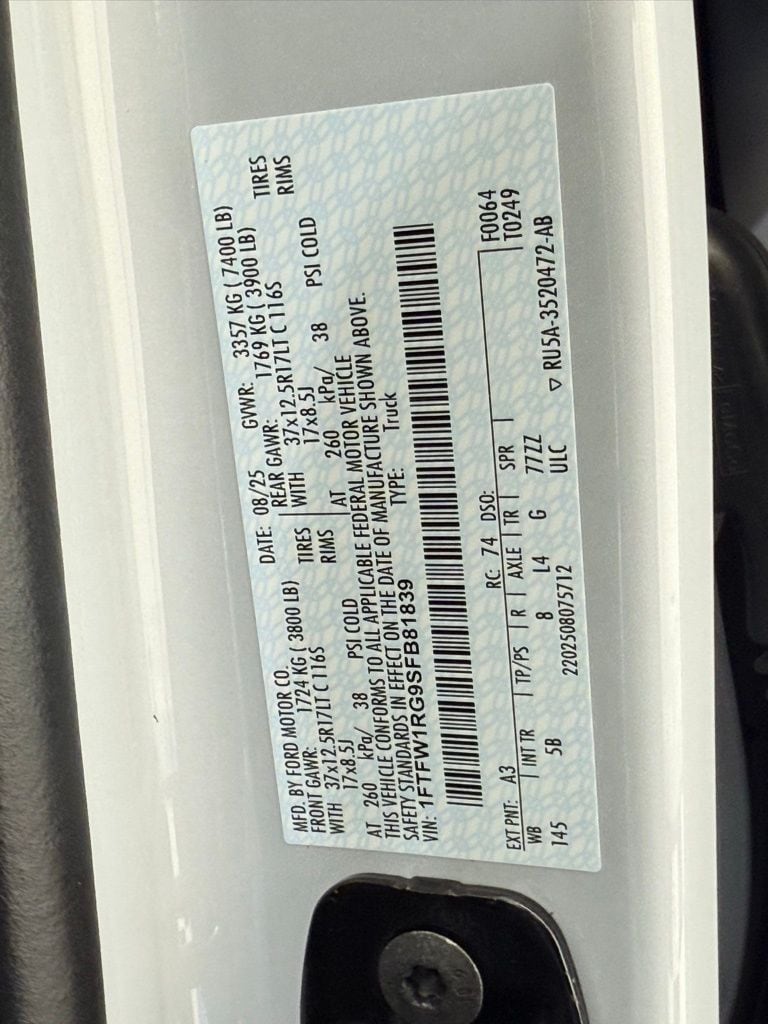 MFD. BY FORD MOTOR CO.
DATE: 08/25 GVWR: 3357 KG ( 7400 LB)
FRONT GAWR: 1724 KG ( 3800 LB) REAR GAWR: 1769 KG ( 3900 LB)
WITH 37x12.5R17LT C 116S TIRES WITH 37x12.5R17LT C 116S TIRES
17x8.5J RIMS 17x8.5J RIMS
AT 260 kPa/ 38 PSI COLD AT 260 kPa/ 38 PSI COLD
THIS VEHICLE CONFORMS TO ALL APPLICABLE FEDERAL MOTOR VEHICLE
SAFETY STANDARDS IN EFFECT ON THE DATE OF MANUFACTURE SHOWN ABOVE.
VIN: 1FTFW1RG9SFB81839 TYPE: Truck
EXT PNT: A3 RC: 74 DSO: F0064
WB INT TR TP/PS R AXLE TR SPR T0249
145 5B 8 L4 G 77ZZ
2202508075712 ULC ▽ RU5A-3520472-AB